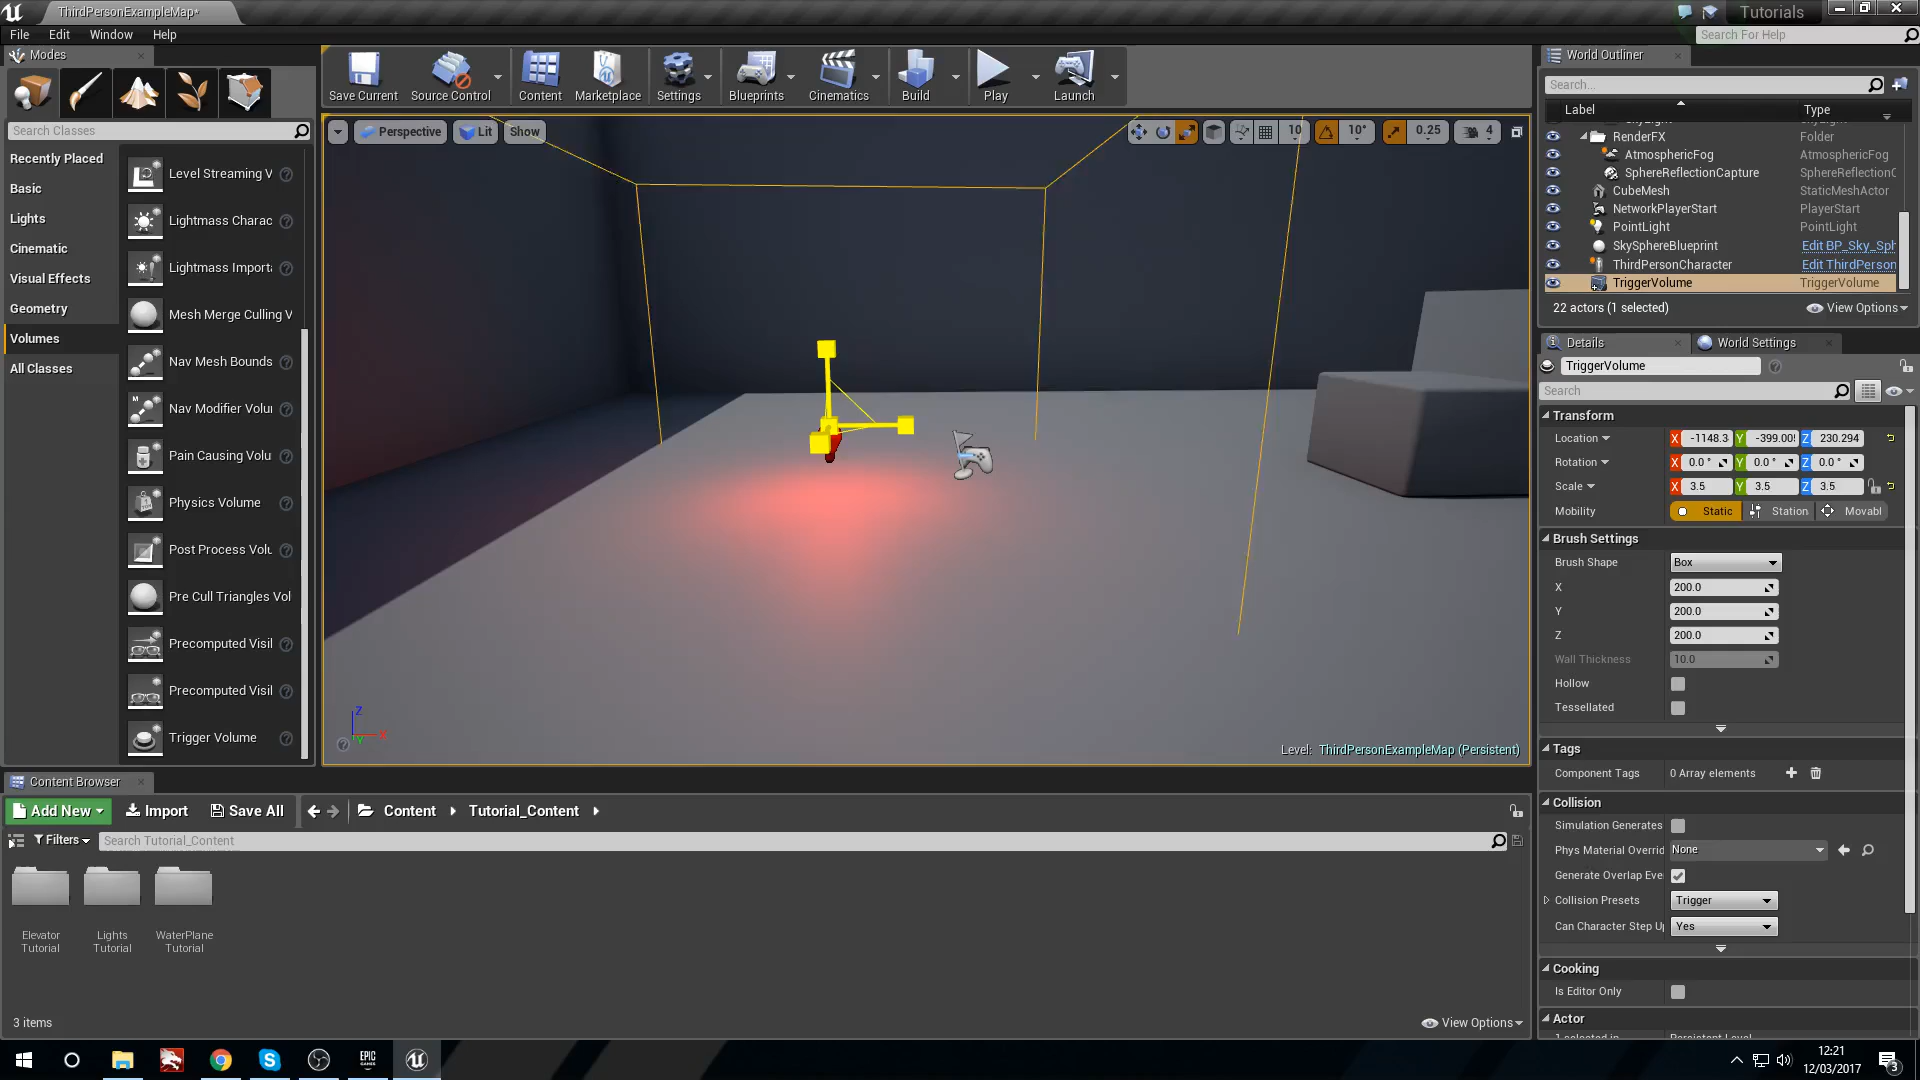 ThirdPersonExampleMap*
Tutorials
File Edit Window Help
Search For Help
Modes
Search Classes
Recently Placed
Basic
Lights
Cinematic
Visual Effects
Geometry
Volumes
All Classes
Level Streaming V
Lightmass Charac
Lightmass Importa
Mesh Merge Culling V
Nav Mesh Bounds
Nav Modifier Volu
Pain Causing Volu
Physics Volume
Post Process Volu
Pre Cull Triangles Vol
Precomputed Visil
Precomputed Visil
Trigger Volume
Save Current Source Control Content Marketplace Settings Blueprints Cinematics Build Play Launch
Perspective Lit Show
10 10° 0.25 4
Z
X
Y
Level: ThirdPersonExampleMap (Persistent)
World Outliner
Search...
Label Type
RenderFX Folder
AtmosphericFog AtmosphericFog
SphereReflectionCapture SphereReflectionC
CubeMesh StaticMeshActor
NetworkPlayerStart PlayerStart
PointLight PointLight
SkySphereBlueprint Edit BP_Sky_Sph
ThirdPersonCharacter Edit ThirdPerson
TriggerVolume TriggerVolume
22 actors (1 selected) View Options
Details World Settings
TriggerVolume
Search
Transform
Location X -1148.3 Y -399.005 Z 230.294
Rotation X 0.0 ° Y 0.0 ° Z 0.0 °
Scale X 3.5 Y 3.5 Z 3.5
Mobility Static Station Movabl
Brush Settings
Brush Shape Box
X 200.0
Y 200.0
Z 200.0
Wall Thickness 10.0
Hollow
Tessellated
Tags
Component Tags 0 Array elements
Collision
Simulation Generates
Phys Material Overrid None
Generate Overlap Eve
Collision Presets Trigger
Can Character Step U Yes
Cooking
Is Editor Only
Actor
Content Browser
Add New Import Save All Content Tutorial_Content
Filters Search Tutorial_Content
Elevator Tutorial
Lights Tutorial
WaterPlane Tutorial
3 items View Options
EPIC GAMES
12:21
12/03/2017
3